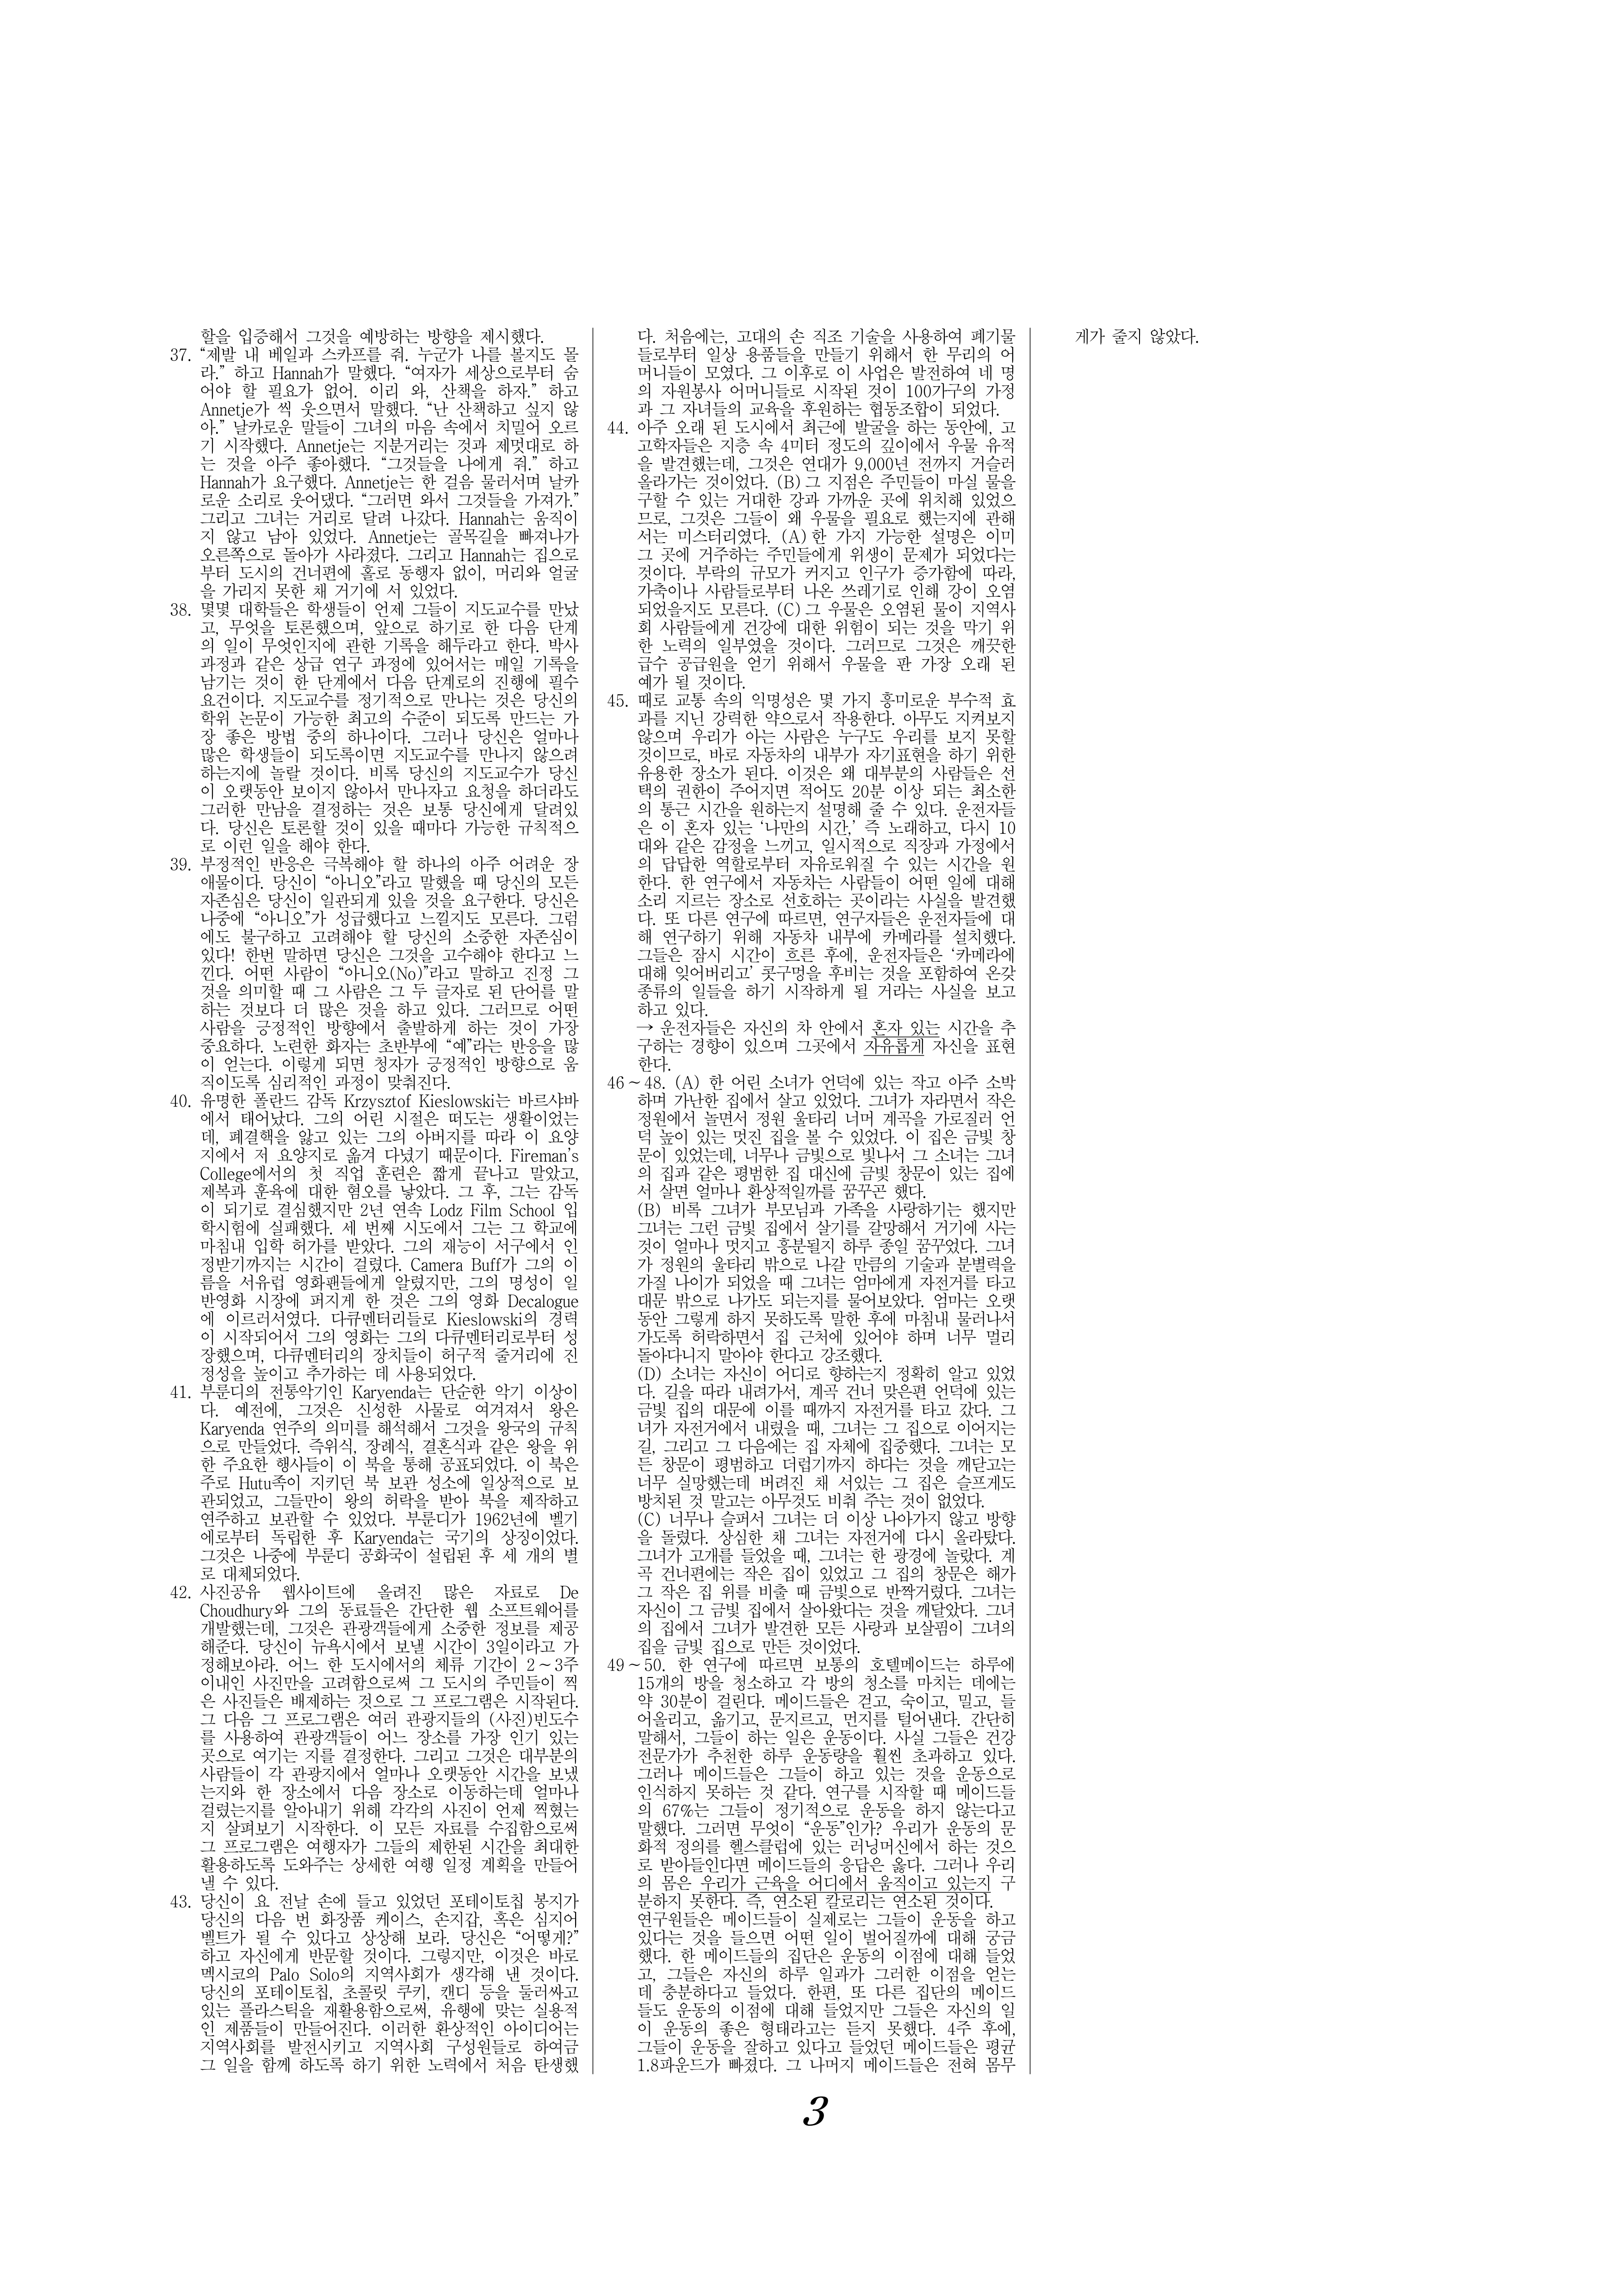 할을 입증해서 그것을 예방하는 방향을 제시했다.
37. “제발 내 베일과 스카프를 줘. 누군가 나를 볼지도 몰
라.” 하고 Hannah가 말했다. “여자가 세상으로부터 숨
어야 할 필요가 없어. 이리 와, 산책을 하자.” 하고
Annetje가 씩 웃으면서 말했다. “난 산책하고 싶지 않
아.” 날카로운 말들이 그녀의 마음 속에서 치밀어 오르
기 시작했다. Annetje는 지분거리는 것과 제멋대로 하
는 것을 아주 좋아했다. “그것들을 나에게 줘.” 하고
Hannah가 요구했다. Annetje는 한 걸음 물러서며 날카
로운 소리로 웃어댔다. “그러면 와서 그것들을 가져가.”
그리고 그녀는 거리로 달려 나갔다. Hannah는 움직이
지 않고 남아 있었다. Annetje는 골목길을 빠져나가
오른쪽으로 돌아가 사라졌다. 그리고 Hannah는 집으로
부터 도시의 건너편에 홀로 동행자 없이, 머리와 얼굴
을 가리지 못한 채 거기에 서 있었다.
38. 몇몇 대학들은 학생들이 언제 그들이 지도교수를 만났
고, 무엇을 토론했으며, 앞으로 하기로 한 다음 단계
의 일이 무엇인지에 관한 기록을 해두라고 한다. 박사
과정과 같은 상급 연구 과정에 있어서는 매일 기록을
남기는 것이 한 단계에서 다음 단계로의 진행에 필수
요건이다. 지도교수를 정기적으로 만나는 것은 당신의
학위 논문이 가능한 최고의 수준이 되도록 만드는 가
장 좋은 방법 중의 하나이다. 그러나 당신은 얼마나
많은 학생들이 되도록이면 지도교수를 만나지 않으려
하는지에 놀랄 것이다. 비록 당신의 지도교수가 당신
이 오랫동안 보이지 않아서 만나자고 요청을 하더라도
그러한 만남을 결정하는 것은 보통 당신에게 달려있
다. 당신은 토론할 것이 있을 때마다 가능한 규칙적으
로 이런 일을 해야 한다.
39. 부정적인 반응은 극복해야 할 하나의 아주 어려운 장
애물이다. 당신이 “아니오”라고 말했을 때 당신의 모든
자존심은 당신이 일관되게 있을 것을 요구한다. 당신은
나중에 “아니오”가 성급했다고 느낄지도 모른다. 그럼
에도 불구하고 고려해야 할 당신의 소중한 자존심이
있다! 한번 말하면 당신은 그것을 고수해야 한다고 느
낀다. 어떤 사람이 “아니오(No)”라고 말하고 진정 그
것을 의미할 때 그 사람은 그 두 글자로 된 단어를 말
하는 것보다 더 많은 것을 하고 있다. 그러므로 어떤
사람을 긍정적인 방향에서 출발하게 하는 것이 가장
중요하다. 노련한 화자는 초반부에 “예”라는 반응을 많
이 얻는다. 이렇게 되면 청자가 긍정적인 방향으로 움
직이도록 심리적인 과정이 맞춰진다.
40. 유명한 폴란드 감독 Krzysztof Kieslowski는 바르샤바
에서 태어났다. 그의 어린 시절은 떠도는 생활이었는
데, 폐결핵을 앓고 있는 그의 아버지를 따라 이 요양
지에서 저 요양지로 옮겨 다녔기 때문이다. Fireman’s
College에서의 첫 직업 훈련은 짧게 끝나고 말았고,
제복과 훈육에 대한 혐오를 낳았다. 그 후, 그는 감독
이 되기로 결심했지만 2년 연속 Lodz Film School 입
학시험에 실패했다. 세 번째 시도에서 그는 그 학교에
마침내 입학 허가를 받았다. 그의 재능이 서구에서 인
정받기까지는 시간이 걸렸다. Camera Buff가 그의 이
름을 서유럽 영화팬들에게 알렸지만, 그의 명성이 일
반영화 시장에 퍼지게 한 것은 그의 영화 Decalogue
에 이르러서였다. 다큐멘터리들로 Kieslowski의 경력
이 시작되어서 그의 영화는 그의 다큐멘터리로부터 성
장했으며, 다큐멘터리의 장치들이 허구적 줄거리에 진
정성을 높이고 추가하는 데 사용되었다.
41. 부룬디의 전통악기인 Karyenda는 단순한 악기 이상이
다. 예전에, 그것은 신성한 사물로 여겨져서 왕은
Karyenda 연주의 의미를 해석해서 그것을 왕국의 규칙
으로 만들었다. 즉위식, 장례식, 결혼식과 같은 왕을 위
한 주요한 행사들이 이 북을 통해 공표되었다. 이 북은
주로 Hutu족이 지키던 북 보관 성소에 일상적으로 보
관되었고, 그들만이 왕의 허락을 받아 북을 제작하고
연주하고 보관할 수 있었다. 부룬디가 1962년에 벨기
에로부터 독립한 후 Karyenda는 국기의 상징이었다.
그것은 나중에 부룬디 공화국이 설립된 후 세 개의 별
로 대체되었다.
42. 사진공유 웹사이트에 올려진 많은 자료로 De
Choudhury와 그의 동료들은 간단한 웹 소프트웨어를
개발했는데, 그것은 관광객들에게 소중한 정보를 제공
해준다. 당신이 뉴욕시에서 보낼 시간이 3일이라고 가
정해보아라. 어느 한 도시에서의 체류 기간이 2～3주
이내인 사진만을 고려함으로써 그 도시의 주민들이 찍
은 사진들은 배제하는 것으로 그 프로그램은 시작된다.
그 다음 그 프로그램은 여러 관광지들의 (사진)빈도수
를 사용하여 관광객들이 어느 장소를 가장 인기 있는
곳으로 여기는 지를 결정한다. 그리고 그것은 대부분의
사람들이 각 관광지에서 얼마나 오랫동안 시간을 보냈
는지와 한 장소에서 다음 장소로 이동하는데 얼마나
걸렸는지를 알아내기 위해 각각의 사진이 언제 찍혔는
지 살펴보기 시작한다. 이 모든 자료를 수집함으로써
그 프로그램은 여행자가 그들의 제한된 시간을 최대한
활용하도록 도와주는 상세한 여행 일정 계획을 만들어
낼 수 있다.
43. 당신이 요 전날 손에 들고 있었던 포테이토칩 봉지가
당신의 다음 번 화장품 케이스, 손지갑, 혹은 심지어
벨트가 될 수 있다고 상상해 보라. 당신은 “어떻게?”
하고 자신에게 반문할 것이다. 그렇지만, 이것은 바로
멕시코의 Palo Solo의 지역사회가 생각해 낸 것이다.
당신의 포테이토칩, 초콜릿 쿠키, 캔디 등을 둘러싸고
있는 플라스틱을 재활용함으로써, 유행에 맞는 실용적
인 제품들이 만들어진다. 이러한 환상적인 아이디어는
지역사회를 발전시키고 지역사회 구성원들로 하여금
그 일을 함께 하도록 하기 위한 노력에서 처음 탄생했
다. 처음에는, 고대의 손 직조 기술을 사용하여 폐기물
들로부터 일상 용품들을 만들기 위해서 한 무리의 어
머니들이 모였다. 그 이후로 이 사업은 발전하여 네 명
의 자원봉사 어머니들로 시작된 것이 100가구의 가정
과 그 자녀들의 교육을 후원하는 협동조합이 되었다.
44. 아주 오래 된 도시에서 최근에 발굴을 하는 동안에, 고
고학자들은 지층 속 4미터 정도의 깊이에서 우물 유적
을 발견했는데, 그것은 연대가 9,000년 전까지 거슬러
올라가는 것이었다. (B) 그 지점은 주민들이 마실 물을
구할 수 있는 거대한 강과 가까운 곳에 위치해 있었으
므로, 그것은 그들이 왜 우물을 필요로 했는지에 관해
서는 미스터리였다. (A) 한 가지 가능한 설명은 이미
그 곳에 거주하는 주민들에게 위생이 문제가 되었다는
것이다. 부락의 규모가 커지고 인구가 증가함에 따라,
가축이나 사람들로부터 나온 쓰레기로 인해 강이 오염
되었을지도 모른다. (C) 그 우물은 오염된 물이 지역사
회 사람들에게 건강에 대한 위험이 되는 것을 막기 위
한 노력의 일부였을 것이다. 그러므로 그것은 깨끗한
급수 공급원을 얻기 위해서 우물을 판 가장 오래 된
예가 될 것이다.
45. 때로 교통 속의 익명성은 몇 가지 흥미로운 부수적 효
과를 지닌 강력한 약으로서 작용한다. 아무도 지켜보지
않으며 우리가 아는 사람은 누구도 우리를 보지 못할
것이므로, 바로 자동차의 내부가 자기표현을 하기 위한
유용한 장소가 된다. 이것은 왜 대부분의 사람들은 선
택의 권한이 주어지면 적어도 20분 이상 되는 최소한
의 통근 시간을 원하는지 설명해 줄 수 있다. 운전자들
은 이 혼자 있는 ‘나만의 시간,’ 즉 노래하고, 다시 10
대와 같은 감정을 느끼고, 일시적으로 직장과 가정에서
의 답답한 역할로부터 자유로워질 수 있는 시간을 원
한다. 한 연구에서 자동차는 사람들이 어떤 일에 대해
소리 지르는 장소로 선호하는 곳이라는 사실을 발견했
다. 또 다른 연구에 따르면, 연구자들은 운전자들에 대
해 연구하기 위해 자동차 내부에 카메라를 설치했다.
그들은 잠시 시간이 흐른 후에, 운전자들은 ‘카메라에
대해 잊어버리고’ 콧구멍을 후비는 것을 포함하여 온갖
종류의 일들을 하기 시작하게 될 거라는 사실을 보고
하고 있다.
→ 운전자들은 자신의 차 안에서 혼자 있는 시간을 추
구하는 경향이 있으며 그곳에서 자유롭게 자신을 표현
한다.
46～48. (A) 한 어린 소녀가 언덕에 있는 작고 아주 소박
하며 가난한 집에서 살고 있었다. 그녀가 자라면서 작은
정원에서 놀면서 정원 울타리 너머 계곡을 가로질러 언
덕 높이 있는 멋진 집을 볼 수 있었다. 이 집은 금빛 창
문이 있었는데, 너무나 금빛으로 빛나서 그 소녀는 그녀
의 집과 같은 평범한 집 대신에 금빛 창문이 있는 집에
서 살면 얼마나 환상적일까를 꿈꾸곤 했다.
(B) 비록 그녀가 부모님과 가족을 사랑하기는 했지만
그녀는 그런 금빛 집에서 살기를 갈망해서 거기에 사는
것이 얼마나 멋지고 흥분될지 하루 종일 꿈꾸었다. 그녀
가 정원의 울타리 밖으로 나갈 만큼의 기술과 분별력을
가질 나이가 되었을 때 그녀는 엄마에게 자전거를 타고
대문 밖으로 나가도 되는지를 물어보았다. 엄마는 오랫
동안 그렇게 하지 못하도록 말한 후에 마침내 물러나서
가도록 허락하면서 집 근처에 있어야 하며 너무 멀리
돌아다니지 말아야 한다고 강조했다.
(D) 소녀는 자신이 어디로 향하는지 정확히 알고 있었
다. 길을 따라 내려가서, 계곡 건너 맞은편 언덕에 있는
금빛 집의 대문에 이를 때까지 자전거를 타고 갔다. 그
녀가 자전거에서 내렸을 때, 그녀는 그 집으로 이어지는
길, 그리고 그 다음에는 집 자체에 집중했다. 그녀는 모
든 창문이 평범하고 더럽기까지 하다는 것을 깨닫고는
너무 실망했는데 버려진 채 서있는 그 집은 슬프게도
방치된 것 말고는 아무것도 비춰 주는 것이 없었다.
(C) 너무나 슬퍼서 그녀는 더 이상 나아가지 않고 방향
을 돌렸다. 상심한 채 그녀는 자전거에 다시 올라탔다.
그녀가 고개를 들었을 때, 그녀는 한 광경에 놀랐다. 계
곡 건너편에는 작은 집이 있었고 그 집의 창문은 해가
그 작은 집 위를 비출 때 금빛으로 반짝거렸다. 그녀는
자신이 그 금빛 집에서 살아왔다는 것을 깨달았다. 그녀
의 집에서 그녀가 발견한 모든 사랑과 보살핌이 그녀의
집을 금빛 집으로 만든 것이었다.
49～50. 한 연구에 따르면 보통의 호텔메이드는 하루에
15개의 방을 청소하고 각 방의 청소를 마치는 데에는
약 30분이 걸린다. 메이드들은 걷고, 숙이고, 밀고, 들
어올리고, 옮기고, 문지르고, 먼지를 털어낸다. 간단히
말해서, 그들이 하는 일은 운동이다. 사실 그들은 건강
전문가가 추천한 하루 운동량을 훨씬 초과하고 있다.
그러나 메이드들은 그들이 하고 있는 것을 운동으로
인식하지 못하는 것 같다. 연구를 시작할 때 메이드들
의 67%는 그들이 정기적으로 운동을 하지 않는다고
말했다. 그러면 무엇이 “운동”인가? 우리가 운동의 문
화적 정의를 헬스클럽에 있는 러닝머신에서 하는 것으
로 받아들인다면 메이드들의 응답은 옳다. 그러나 우리
의 몸은 우리가 근육을 어디에서 움직이고 있는지 구
분하지 못한다. 즉, 연소된 칼로리는 연소된 것이다.
연구원들은 메이드들이 실제로는 그들이 운동을 하고
있다는 것을 들으면 어떤 일이 벌어질까에 대해 궁금
했다. 한 메이드들의 집단은 운동의 이점에 대해 들었
고, 그들은 자신의 하루 일과가 그러한 이점을 얻는
데 충분하다고 들었다. 한편, 또 다른 집단의 메이드
들도 운동의 이점에 대해 들었지만 그들은 자신의 일
이 운동의 좋은 형태라고는 듣지 못했다. 4주 후에,
그들이 운동을 잘하고 있다고 들었던 메이드들은 평균
1.8파운드가 빠졌다. 그 나머지 메이드들은 전혀 몸무
게가 줄지 않았다.
3